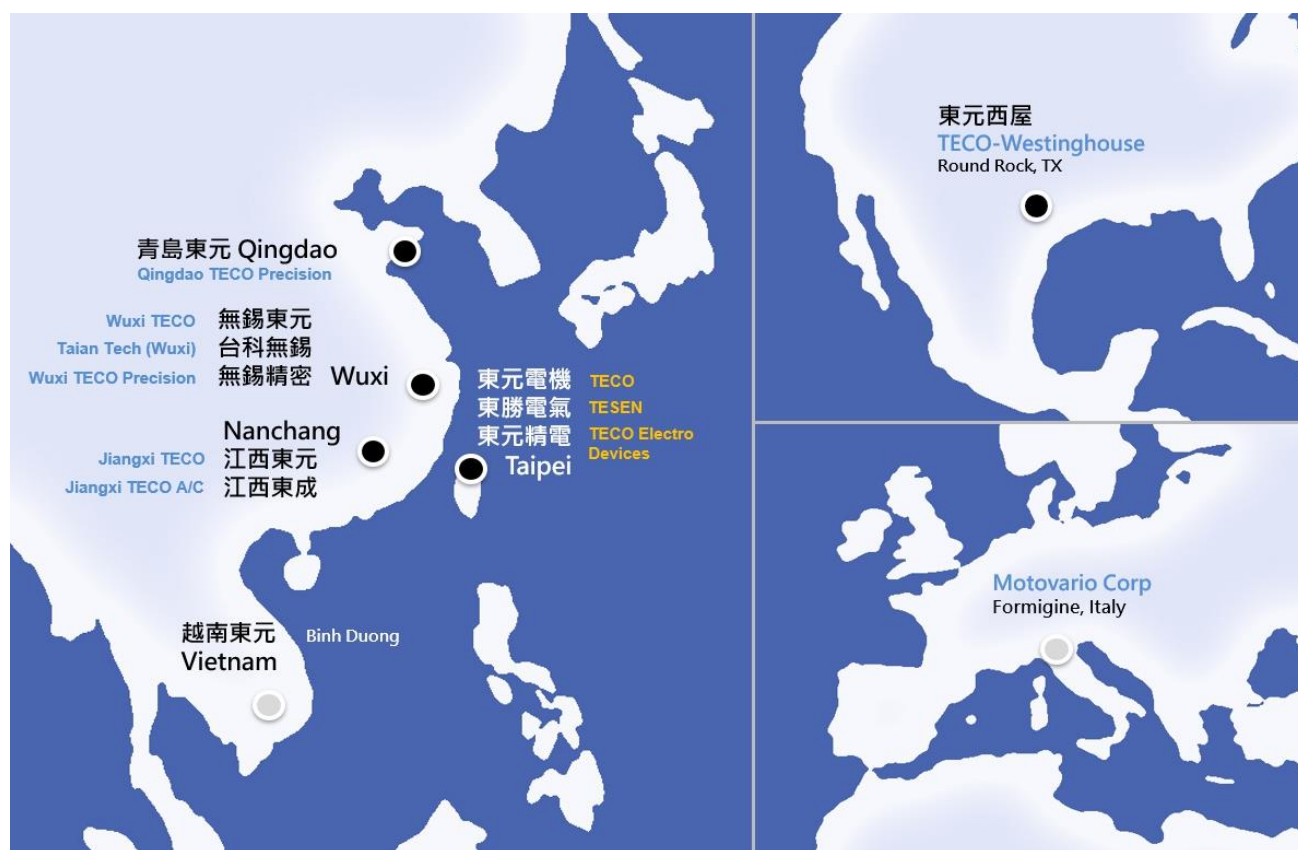 青島東元 Qingdao
Qingdao TECO Precision
Wuxi TECO 無錫東元
Taian Tech (Wuxi) 台科無錫
Wuxi TECO Precision 無錫精密 Wuxi
Nanchang
Jiangxi TECO 江西東元
Jiangxi TECO A/C 江西東成
東元電機 TECO
東勝電氣 TESEN
東元精電 TECO Electro
Devices
Taipei
越南東元 Binh Duong
Vietnam
東元西屋
TECO-Westinghouse
Round Rock, TX
Motovario Corp
Formigine, Italy